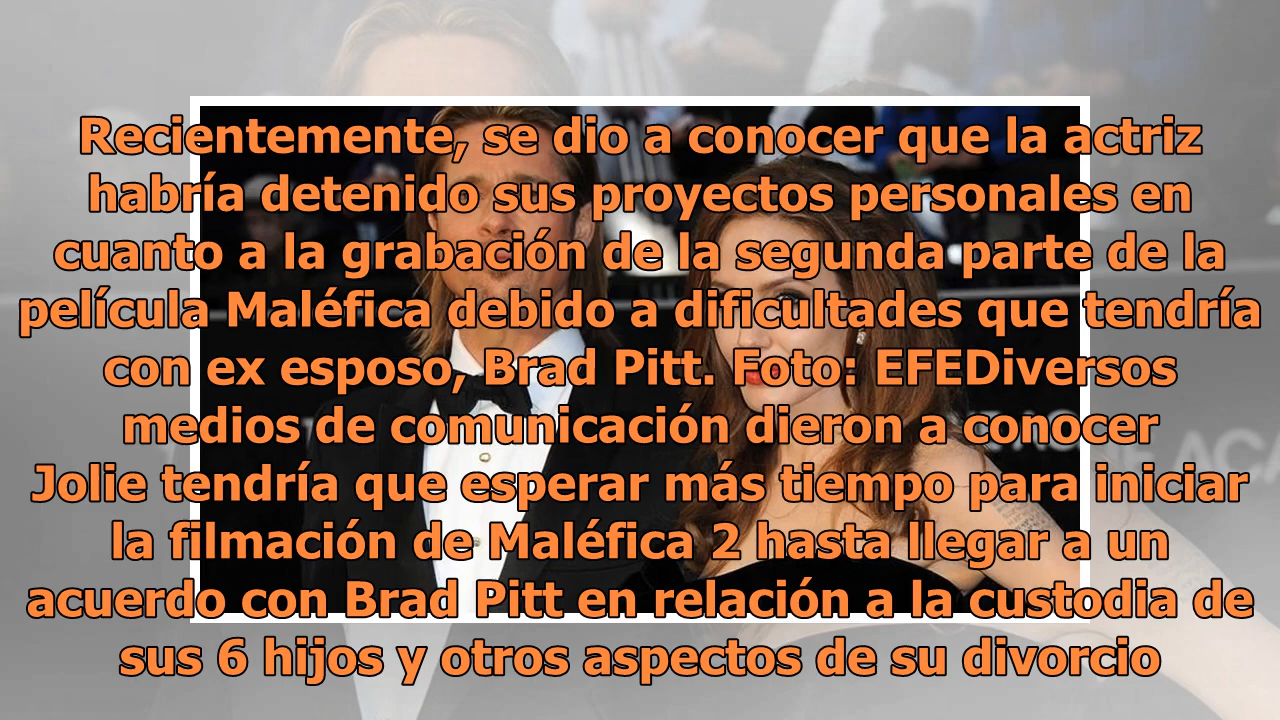 Recientemente, se dio a conocer que la actriz
habría detenido sus proyectos personales en
cuanto a la grabación de la segunda parte de la
película Maléfica debido a dificultades que tendría
con ex esposo, Brad Pitt. Foto: EFEDiversos
medios de comunicación dieron a conocer
Jolie tendría que esperar más tiempo para iniciar
la filmación de Maléfica 2 hasta llegar a un
acuerdo con Brad Pitt en relación a la custodia de
sus 6 hijos y otros aspectos de su divorcio